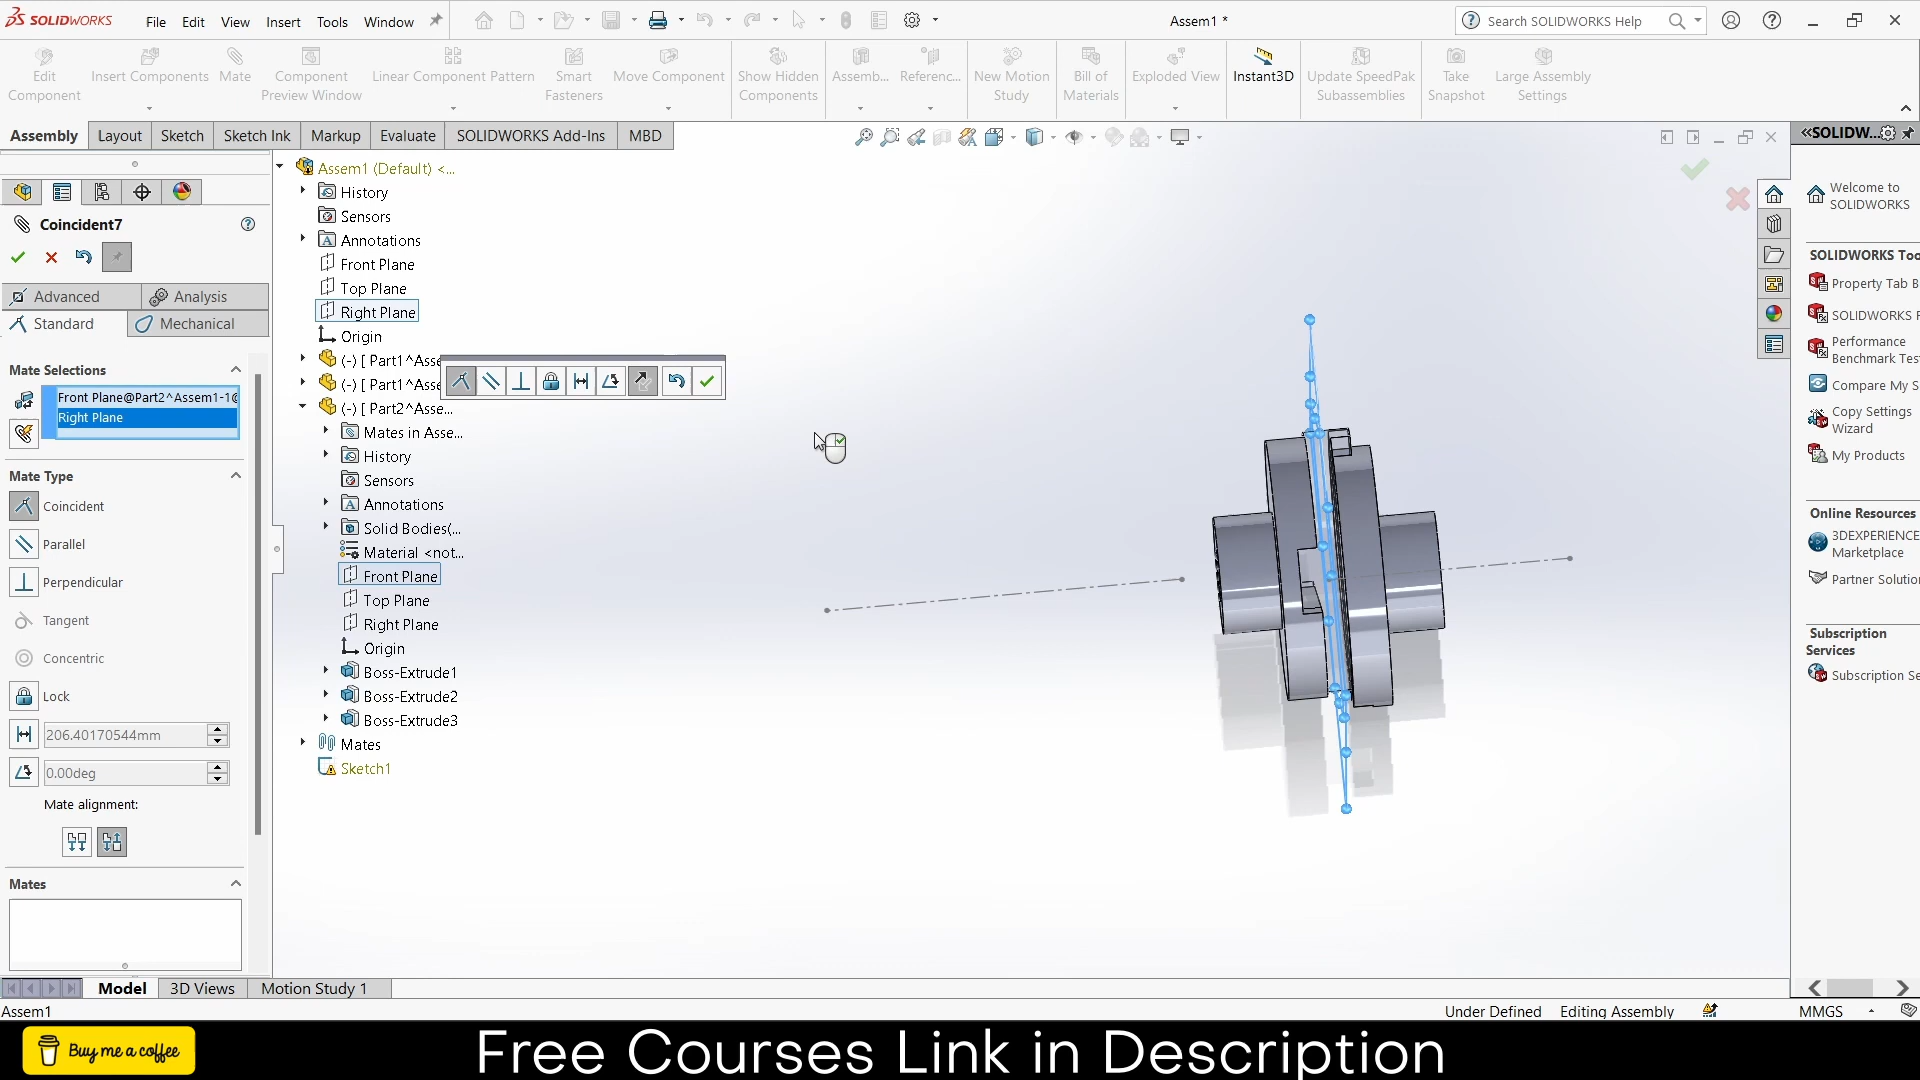 SOLIDWORKS File Edit View Insert Tools Window
Assem1 *
Search SOLIDWORKS Help
Edit Component
Insert Components
Mate
Component Preview Window
Linear Component Pattern
Smart Fasteners
Move Component
Show Hidden Components
Assemb...
Referenc...
New Motion Study
Bill of Materials
Exploded View
Instant3D
Update SpeedPak Subassemblies
Take Snapshot
Large Assembly Settings
Assembly Layout Sketch Sketch Ink Markup Evaluate SOLIDWORKS Add-Ins MBD
Coincident7
Advanced Analysis
Standard Mechanical
Mate Selections
Front Plane@Part2^Assem1-1@
Right Plane
Mate Type
Coincident
Parallel
Perpendicular
Tangent
Concentric
Lock
206.40170544mm
0.00deg
Mate alignment:
Mates
Assem1 (Default) <...
History
Sensors
Annotations
Front Plane
Top Plane
Right Plane
Origin
(-) [ Part1^Asse
(-) [ Part1^Asse
(-) [ Part2^Asse...
Mates in Asse...
History
Sensors
Annotations
Solid Bodies(...
Material <not...
Front Plane
Top Plane
Right Plane
Origin
Boss-Extrude1
Boss-Extrude2
Boss-Extrude3
Mates
Sketch1
SOLIDW...
Welcome to
SOLIDWORKS
SOLIDWORKS Too
Property Tab B
SOLIDWORKS R
Performance
Benchmark Tes
Compare My S
Copy Settings
Wizard
My Products
Online Resources
3DEXPERIENCE
Marketplace
Partner Solutio
Subscription
Services
Subscription Se
Model 3D Views Motion Study 1
Assem1
Under Defined Editing Assembly MMGS
Buy me a coffee
Free Courses Link in Description